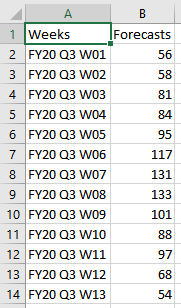 A B
1 Weeks Forecasts
2 FY20 Q3 W01 56
3 FY20 Q3 W02 58
4 FY20 Q3 W03 81
5 FY20 Q3 W04 84
6 FY20 Q3 W05 95
7 FY20 Q3 W06 117
8 FY20 Q3 W07 131
9 FY20 Q3 W08 133
10 FY20 Q3 W09 101
11 FY20 Q3 W10 88
12 FY20 Q3 W11 97
13 FY20 Q3 W12 68
14 FY20 Q3 W13 54